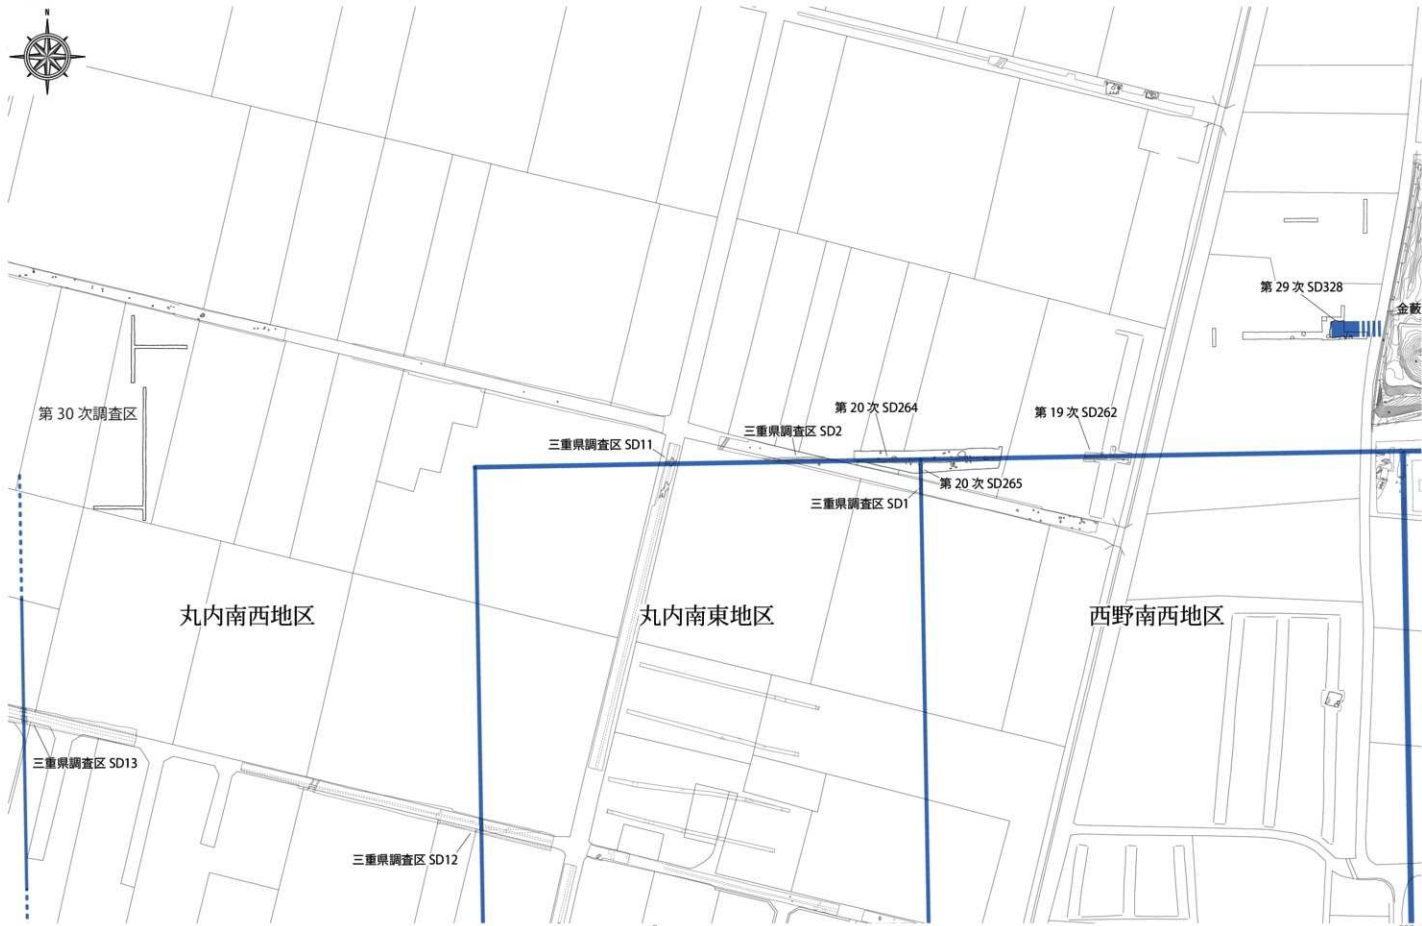 N
第 29 次 SD328
金藪
第 30 次調査区
第 20 次 SD264
第 19 次 SD262
三重県調査区 SD2
三重県調査区 SD11
第 20 次 SD265
三重県調査区 SD1
丸内南西地区
丸内南東地区
西野南西地区
三重県調査区 SD13
三重県調査区 SD12